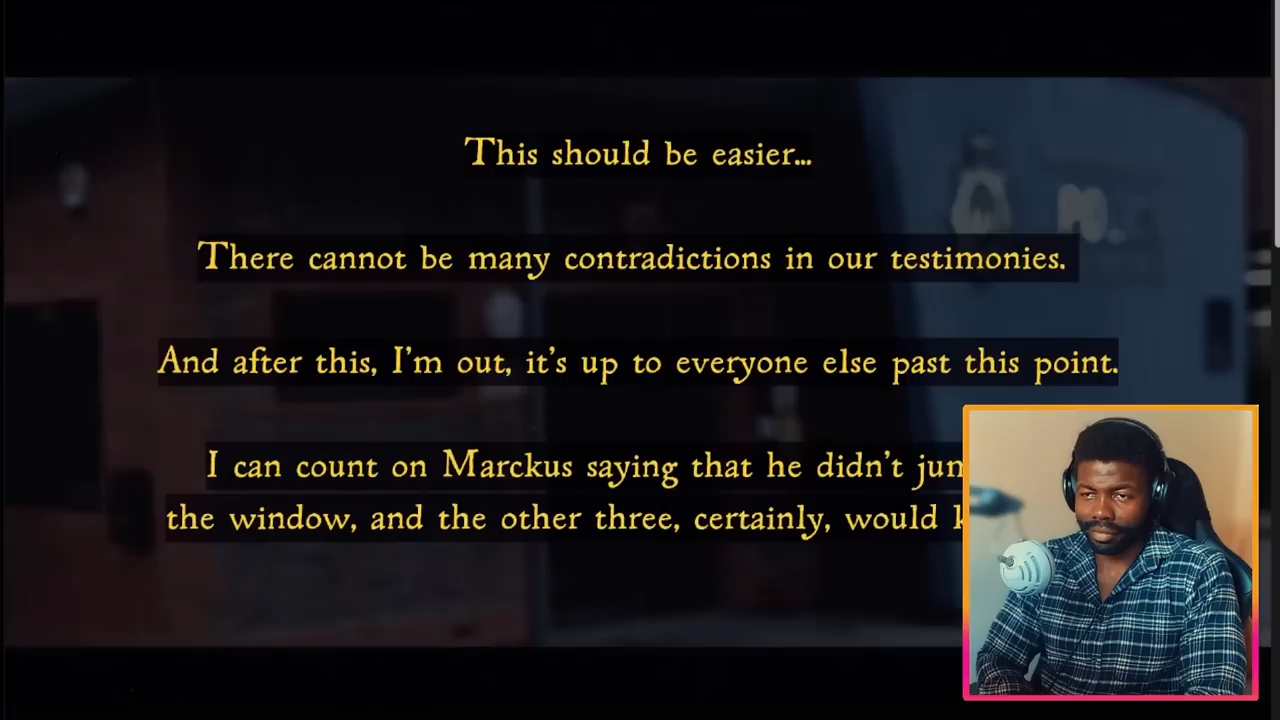 This should be easier...
There cannot be many contradictions in our testimonies.
And after this, I'm out, it's up to everyone else past this point.
I can count on Marckus saying that he didn't
the window, and the other three, certainly, would